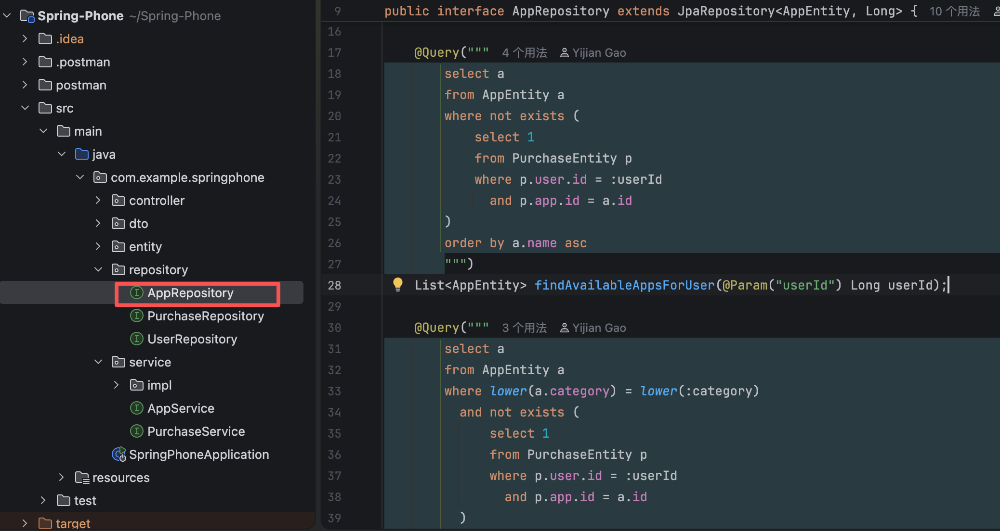 Spring-Phone ~/Spring-Phone
.idea
.postman
postman
src
main
java
com.example.springphone
controller
dto
entity
repository
AppRepository
PurchaseRepository
UserRepository
service
impl
AppService
PurchaseService
SpringPhoneApplication
resources
test
target
9 public interface AppRepository extends JpaRepository<AppEntity, Long> { 10 个用法
16
17 @Query(""" 4 个用法 Yijian Gao
18 select a
19 from AppEntity a
20 where not exists (
21 select 1
22 from PurchaseEntity p
23 where p.user.id = :userId
24 and p.app.id = a.id
25 )
26 order by a.name asc
27 """)
28 List<AppEntity> findAvailableAppsForUser(@Param("userId") Long userId);
29
30 @Query(""" 3 个用法 Yijian Gao
31 select a
32 from AppEntity a
33 where lower(a.category) = lower(:category)
34 and not exists (
35 select 1
36 from PurchaseEntity p
37 where p.user.id = :userId
38 and p.app.id = a.id
39 )